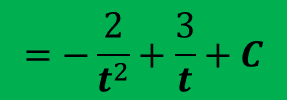 = − 2/t² + 3/t + C